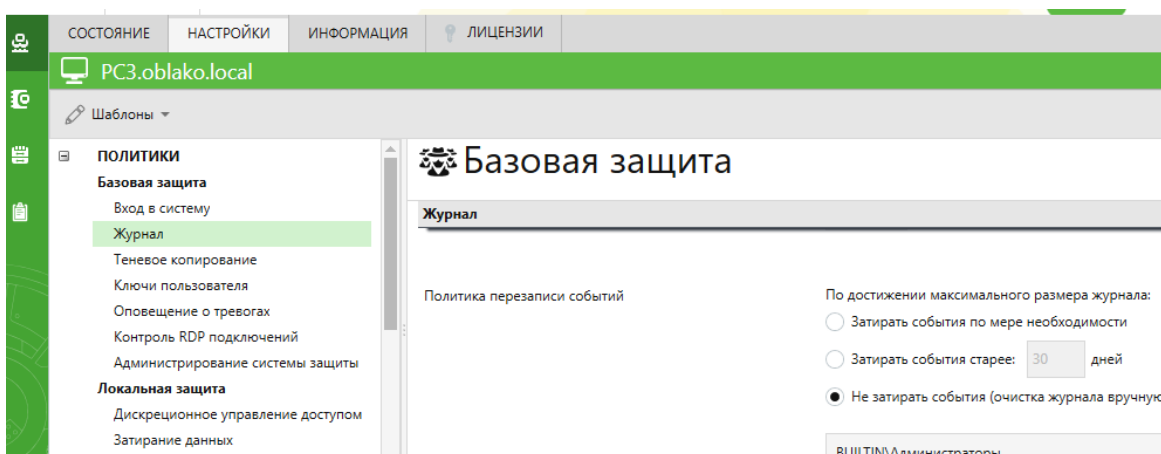 СОСТОЯНИЕ НАСТРОЙКИ ИНФОРМАЦИЯ ЛИЦЕНЗИИ
PC3.oblako.local
Шаблоны
ПОЛИТИКИ
Базовая защита
Вход в систему
Журнал
Теневое копирование
Ключи пользователя
Оповещение о тревогах
Контроль RDP подключений
Администрирование системы защиты
Локальная защита
Дискреционное управление доступом
Затирание данных
Базовая защита
Журнал
Политика перезаписи событий
По достижении максимального размера журнала:
Затирать события по мере необходимости
Затирать события старее: 30 дней
Не затирать события (очистка журнала вручную
BUILTIN\Администраторы